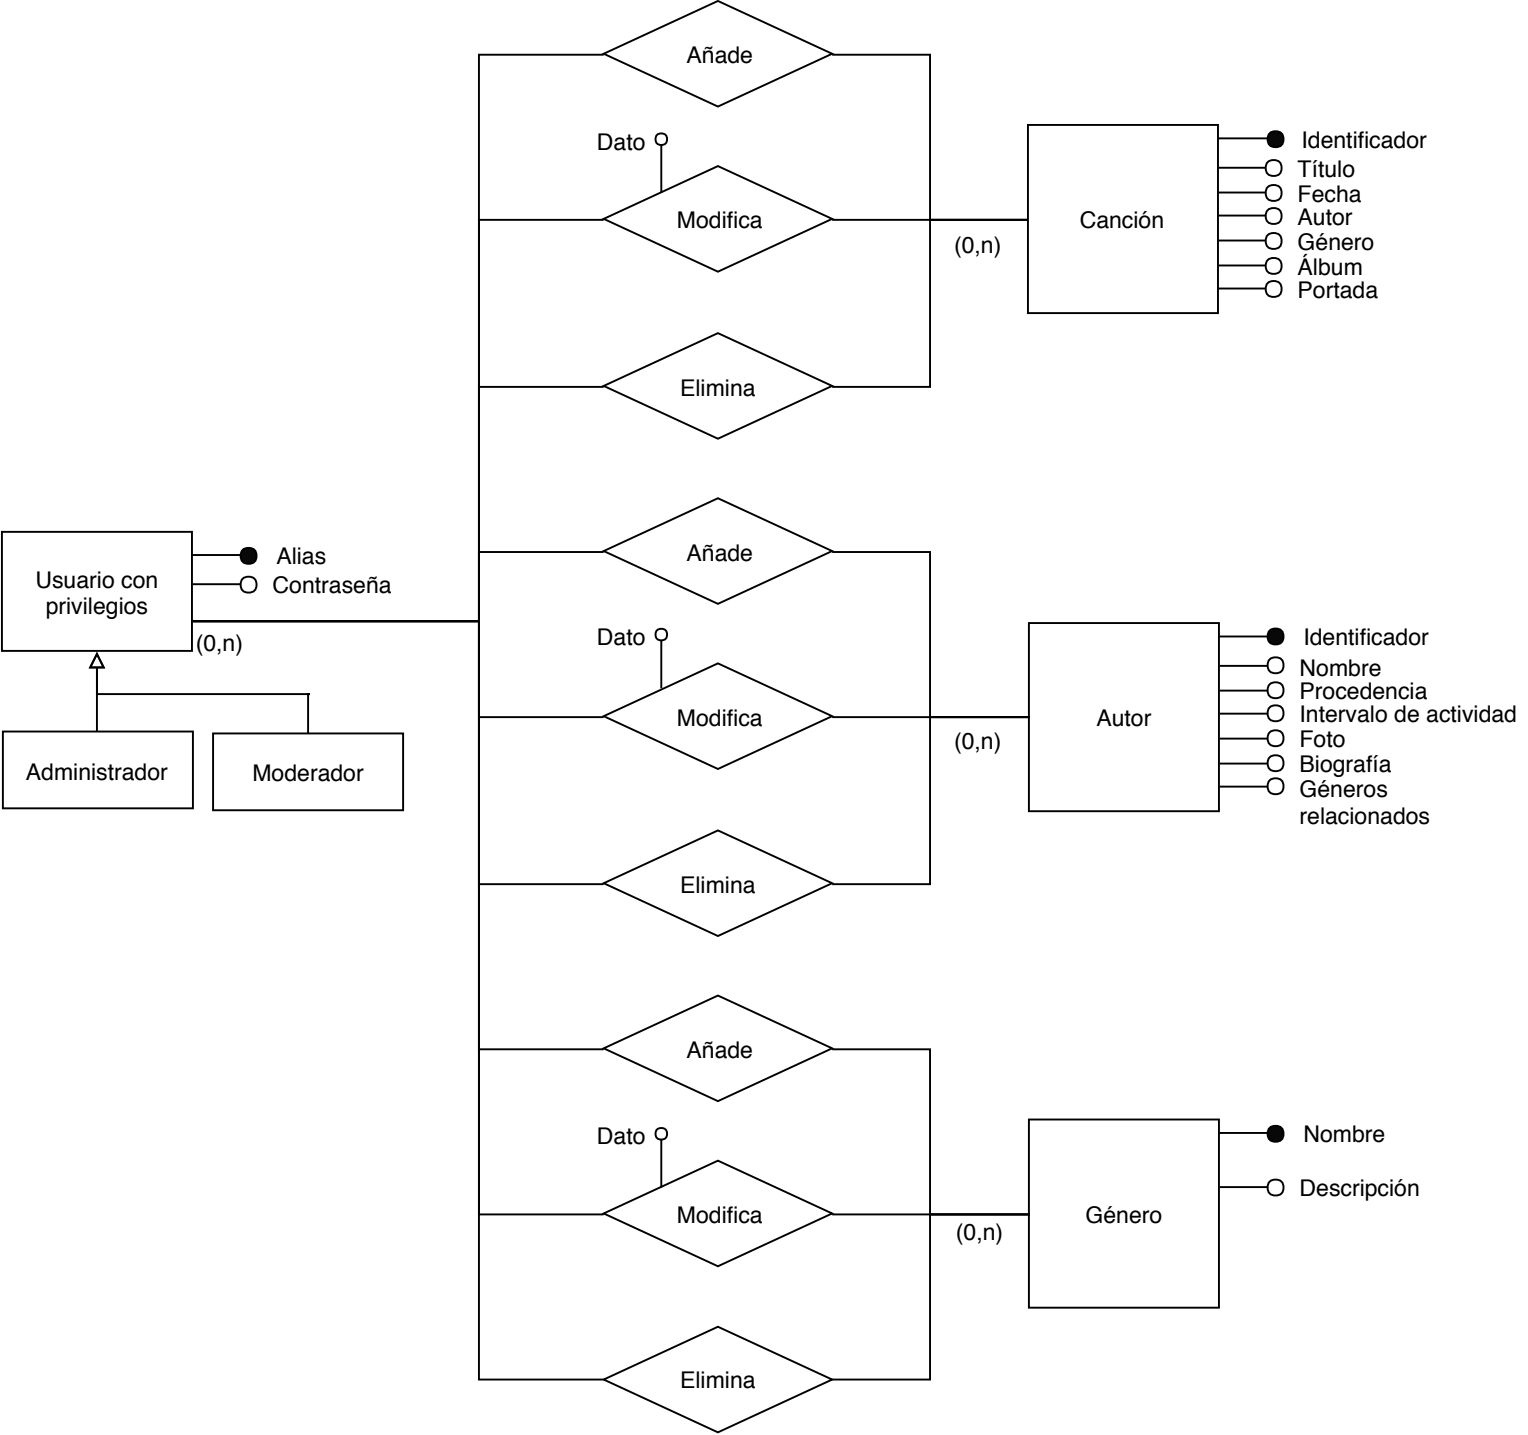 Añade
Dato
Modifica
(0,n)
Elimina
Canción
Identificador
Título
Fecha
Autor
Género
Álbum
Portada
Usuario con
privilegios
Alias
Contraseña
(0,n)
Administrador
Moderador
Añade
Dato
Modifica
(0,n)
Elimina
Autor
Identificador
Nombre
Procedencia
Intervalo de actividad
Foto
Biografía
Géneros
relacionados
Añade
Dato
Modifica
(0,n)
Elimina
Género
Nombre
Descripción